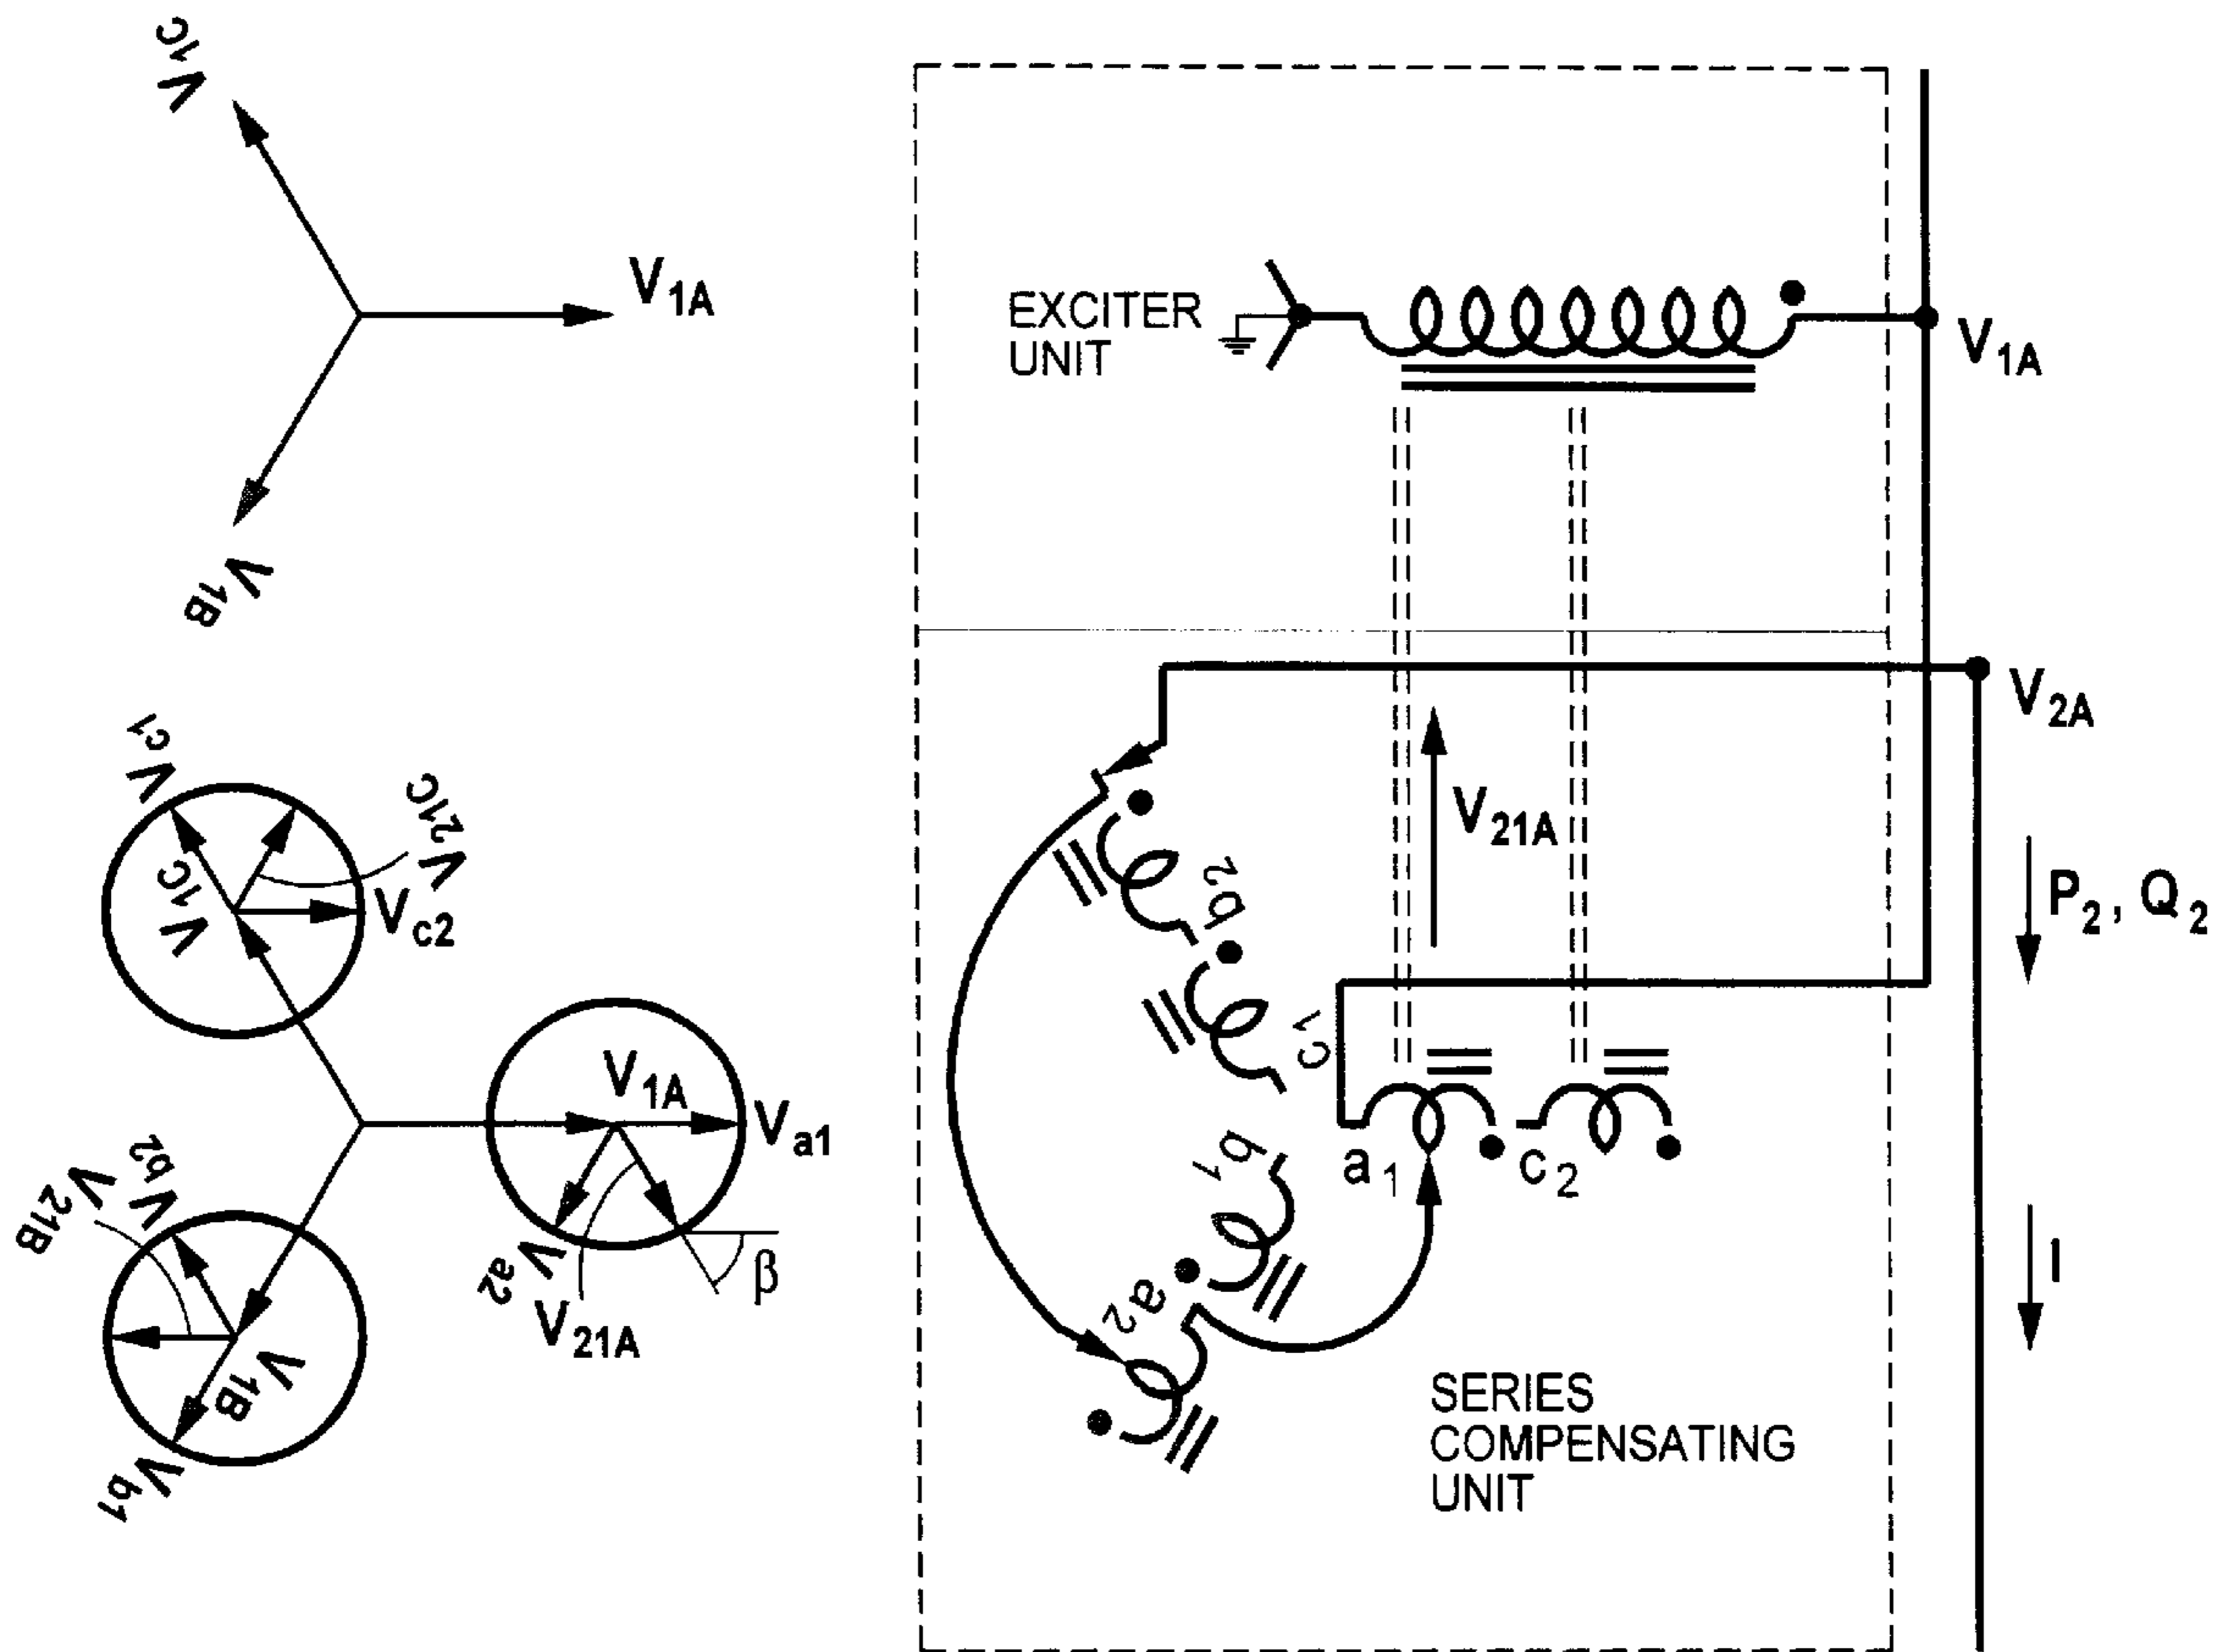 V1C
V1A
V1B
EXCITER
UNIT
V1A
V2A
V21A
P2, Q2
I
Vc1
V21C
V1C
Vc2
V1A
Va1
Va2
V21A
β
Vb2
V21B
V1B
Vb1
b2
c1
a1
c2
b1
a2
SERIES
COMPENSATING
UNIT